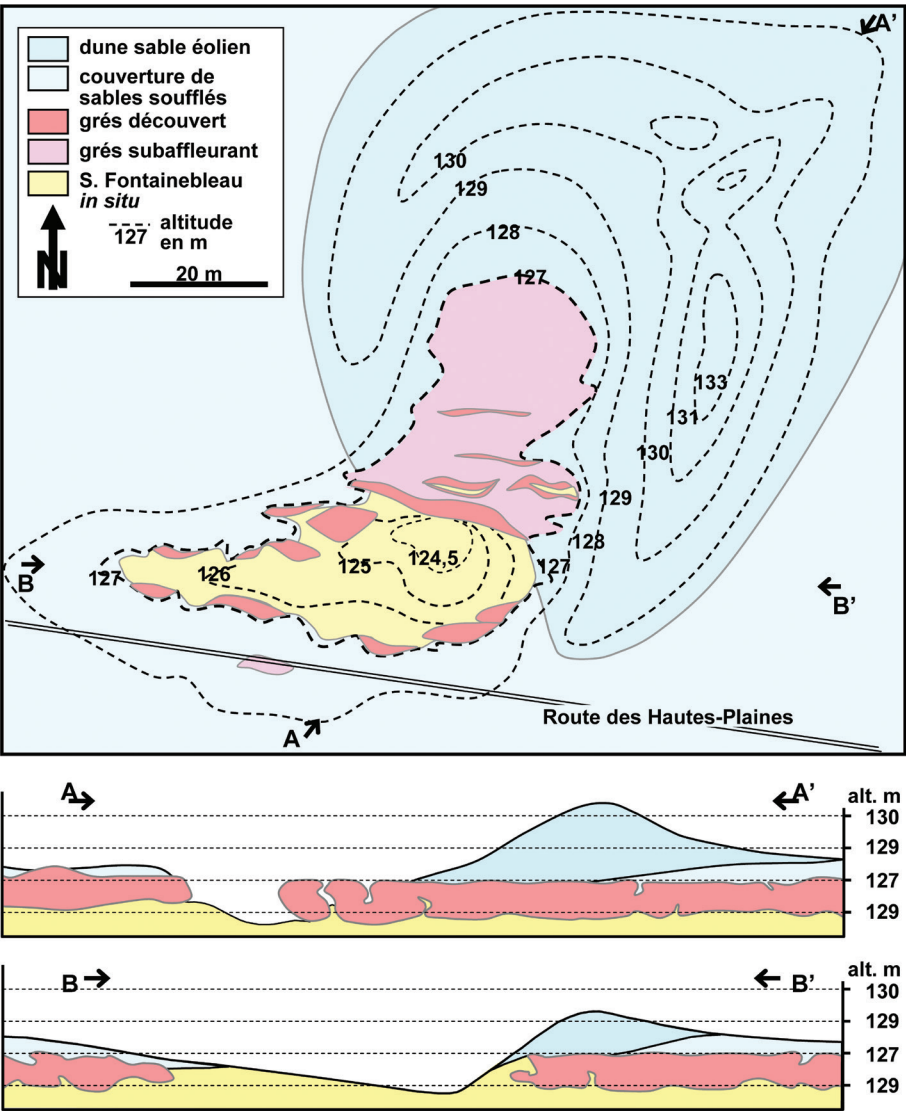 A'
dune sable éolien
couverture de
sables soufflés
grés découvert
grés subaffleurant
S. Fontainebleau
in situ
altitude
127 en m
N
20 m
130
129
128
127
133
131
130
129
128
127
124,5
125
126
127
B
B'
A
Route des Hautes-Plaines
A A' alt. m
130
129
127
129
B B' alt. m
130
129
127
129